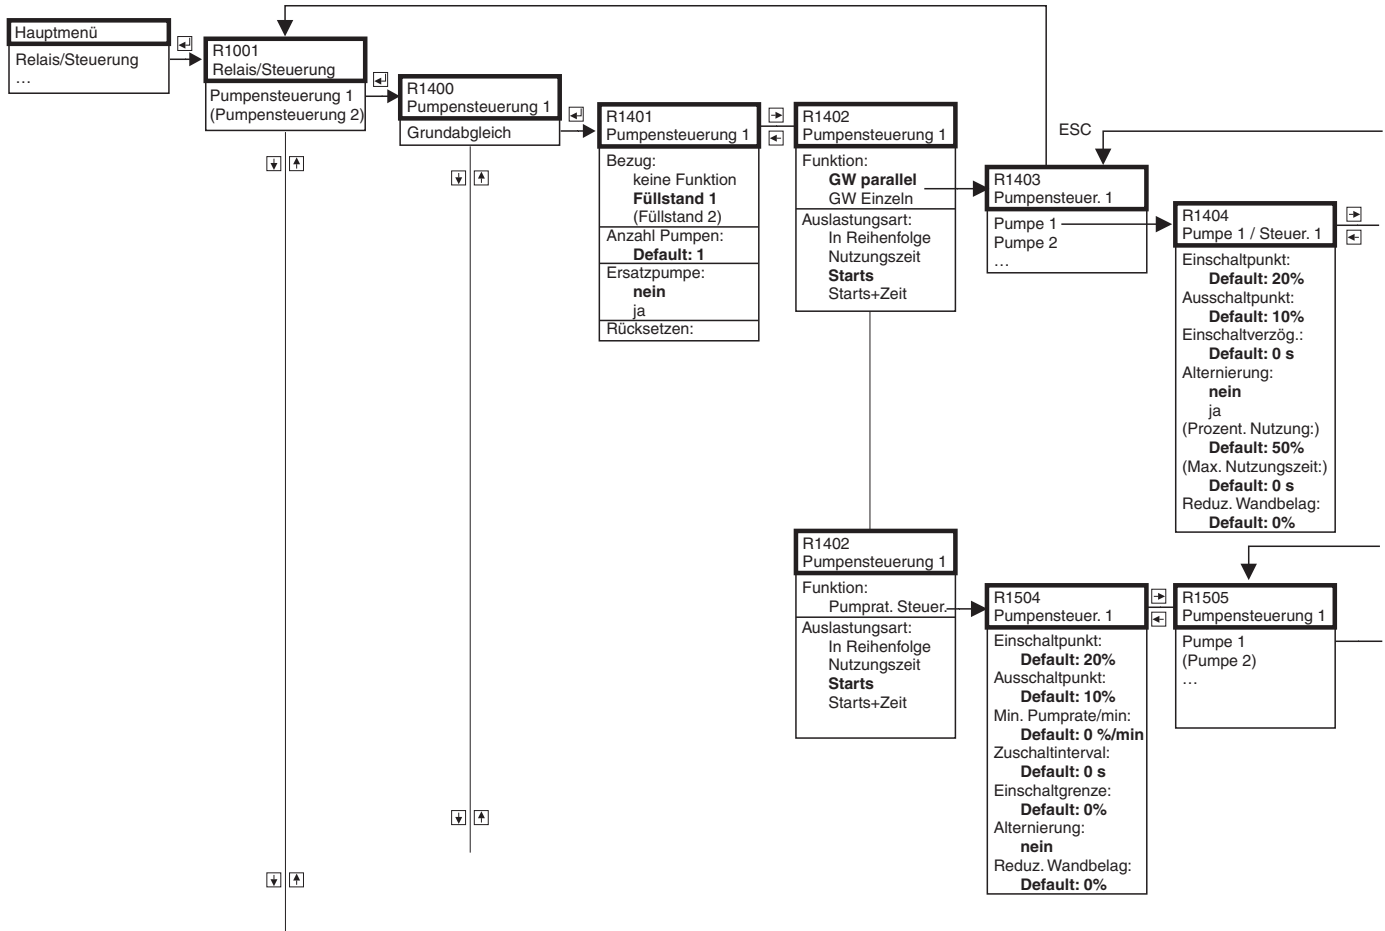 Hauptmenü
Relais/Steuerung
…
R1001
Relais/Steuerung
Pumpensteuerung 1
(Pumpensteuerung 2)
R1400
Pumpensteuerung 1
Grundabgleich
R1401
Pumpensteuerung 1
Bezug:
keine Funktion
Füllstand 1
(Füllstand 2)
Anzahl Pumpen:
Default: 1
Ersatzpumpe:
nein
ja
Rücksetzen:
R1402
Pumpensteuerung 1
Funktion:
GW parallel
GW Einzeln
Auslastungsart:
In Reihenfolge
Nutzungszeit
Starts
Starts+Zeit
ESC
R1403
Pumpensteuer. 1
Pumpe 1
Pumpe 2
…
R1404
Pumpe 1 / Steuer. 1
Einschaltpunkt:
Default: 20%
Ausschaltpunkt:
Default: 10%
Einschaltverzög.:
Default: 0 s
Alternierung:
nein
ja
(Prozent. Nutzung:)
Default: 50%
(Max. Nutzungszeit:)
Default: 0 s
Reduz. Wandbelag:
Default: 0%
R1402
Pumpensteuerung 1
Funktion:
Pumprat. Steuer.
Auslastungsart:
In Reihenfolge
Nutzungszeit
Starts
Starts+Zeit
R1504
Pumpensteuer. 1
Einschaltpunkt:
Default: 20%
Ausschaltpunkt:
Default: 10%
Min. Pumprate/min:
Default: 0 %/min
Zuschaltinterval:
Default: 0 s
Einschaltgrenze:
Default: 0%
Alternierung:
nein
Reduz. Wandbelag:
Default: 0%
R1505
Pumpensteuerung 1
Pumpe 1
(Pumpe 2)
…